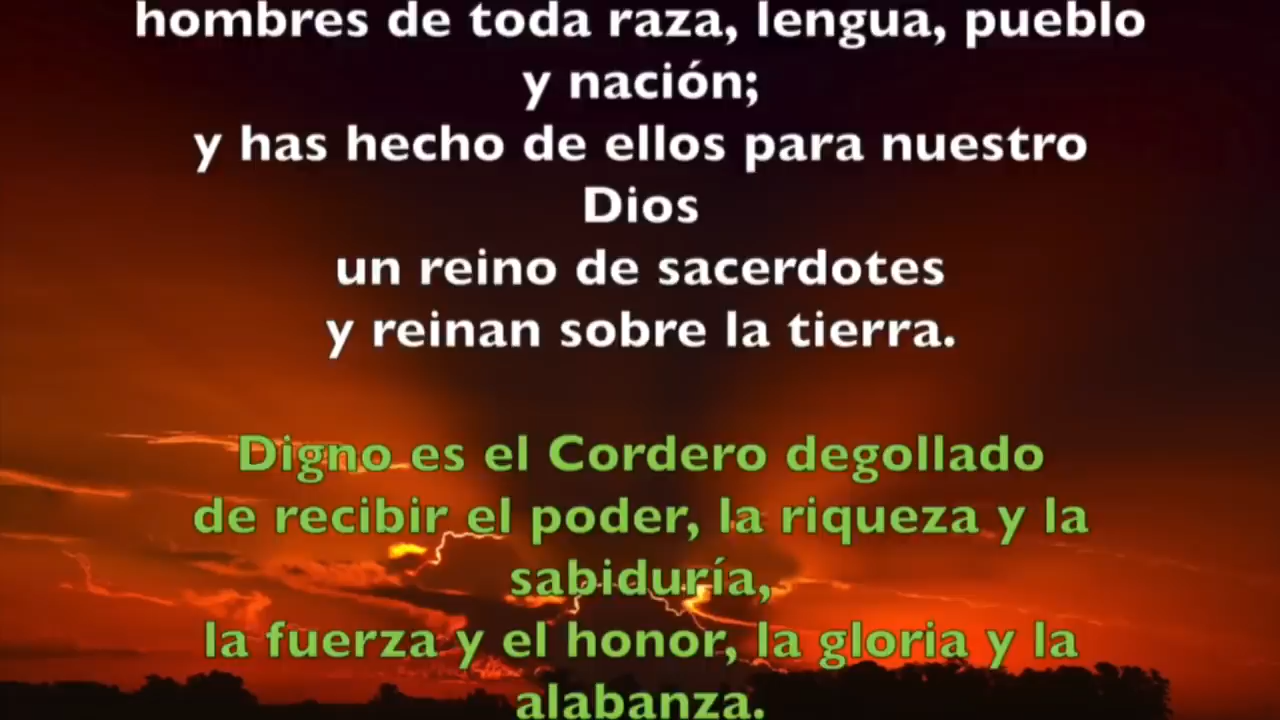 hombres de toda raza, lengua, pueblo
y nación;
y has hecho de ellos para nuestro
Dios
un reino de sacerdotes
y reinan sobre la tierra.
Digno es el Cordero degollado
de recibir el poder, la riqueza y la
sabiduría,
la fuerza y el honor, la gloria y la
alabanza.